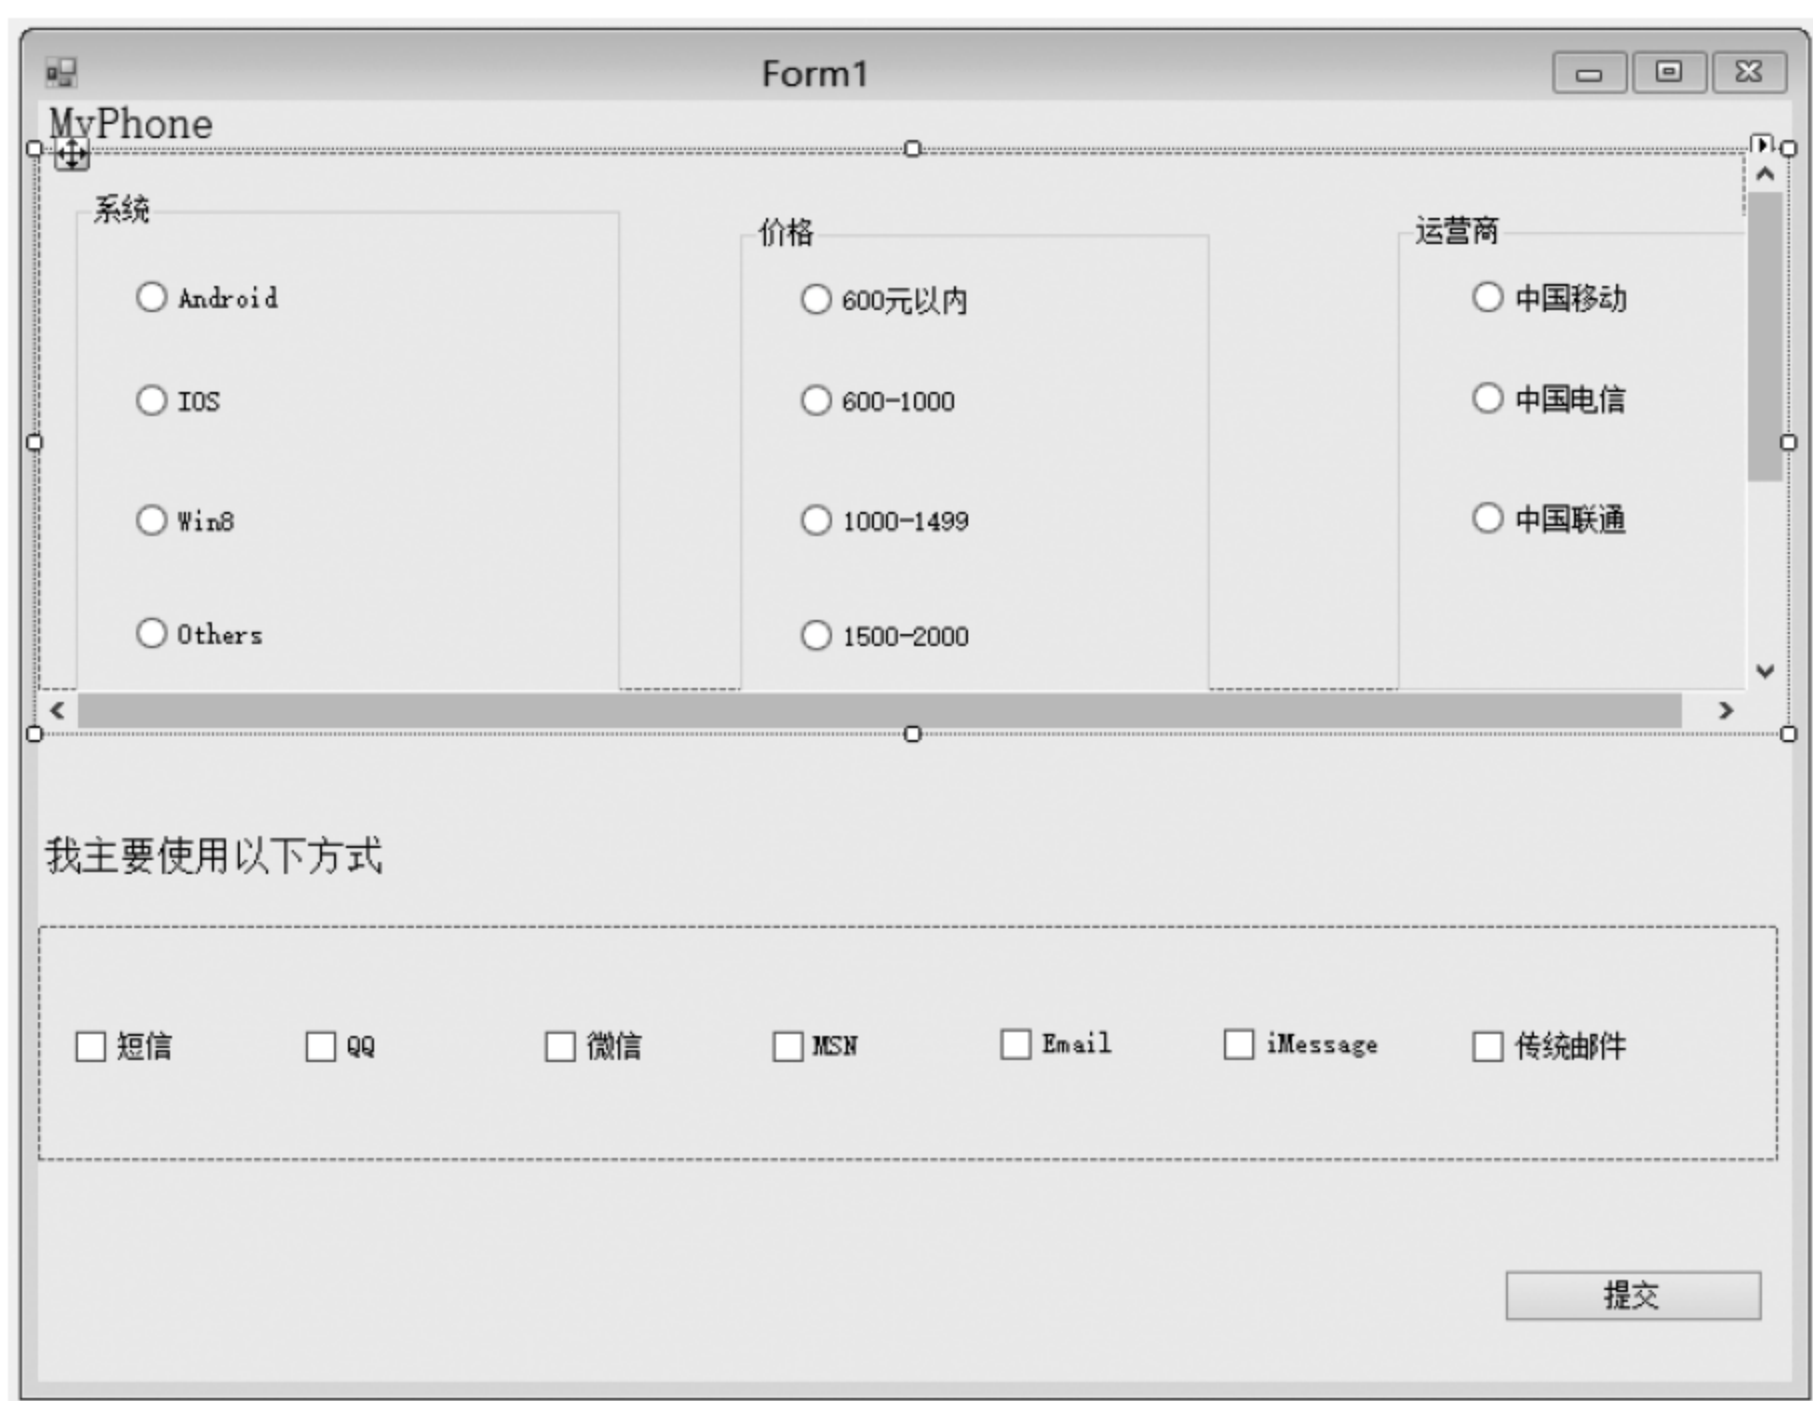 Form1
MyPhone
系统
价格
运营商
Android
600元以内
中国移动
IOS
600-1000
中国电信
Win8
1000-1499
中国联通
Others
1500-2000
我主要使用以下方式
短信
QQ
微信
MSN
Email
iMessage
传统邮件
提交